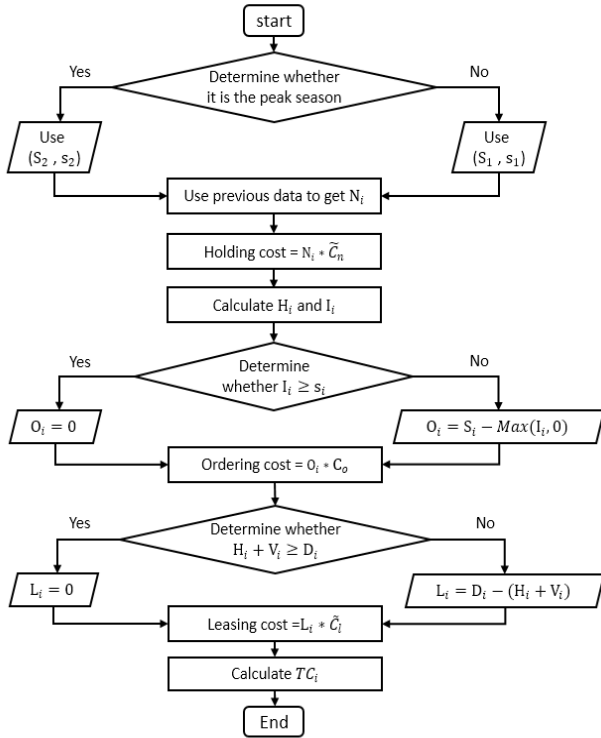 start
Determine whether
it is the peak season
Yes
No
Use
(S₂ , s₂)
Use
(S₁ , s₁)
Use previous data to get Nᵢ
Holding cost = Nᵢ * C̃ₙ
Calculate Hᵢ and Iᵢ
Determine
whether Iᵢ ≥ sᵢ
Yes
No
Oᵢ = 0
Oᵢ = Sᵢ − Max(Iᵢ, 0)
Ordering cost = Oᵢ * Cₒ
Determine whether
Hᵢ + Vᵢ ≥ Dᵢ
Yes
No
Lᵢ = 0
Lᵢ = Dᵢ − (Hᵢ + Vᵢ)
Leasing cost =Lᵢ * C̃ₗ
Calculate TCᵢ
End